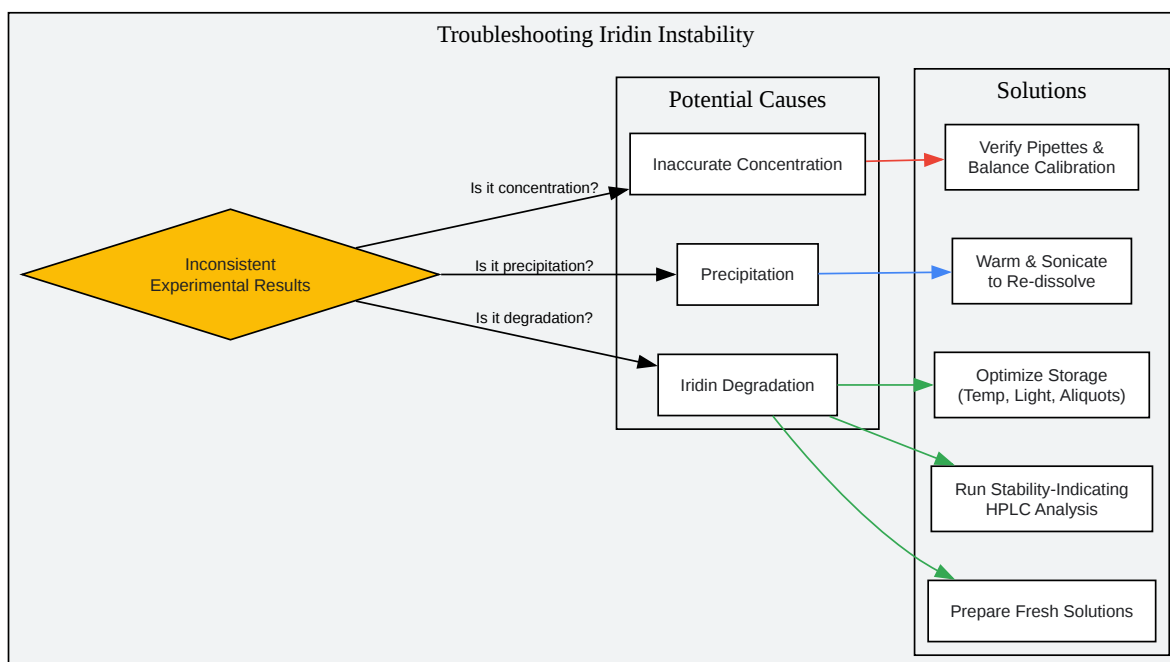 Troubleshooting Iridin Instability
Potential Causes
Solutions
Inconsistent
Experimental Results
Is it concentration?
Is it precipitation?
Is it degradation?
Inaccurate Concentration
Precipitation
Iridin Degradation
Verify Pipettes &
Balance Calibration
Warm & Sonicate
to Re-dissolve
Optimize Storage
(Temp, Light, Aliquots)
Run Stability-Indicating
HPLC Analysis
Prepare Fresh Solutions